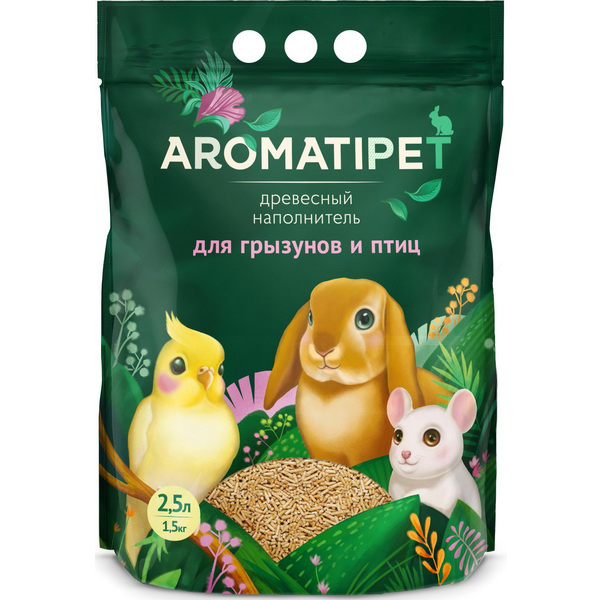 AROMATIPET
древесный
наполнитель
для грызунов и птиц
2,5л
1,5кг